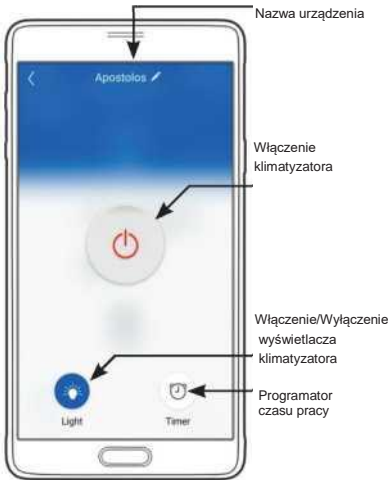 Nazwa urządzenia
Apostolos
Włączenie
klimatyzatora
Włączenie/Wyłączenie
wyświetlacza
klimatyzatora
Programator
czasu pracy
Light
Timer